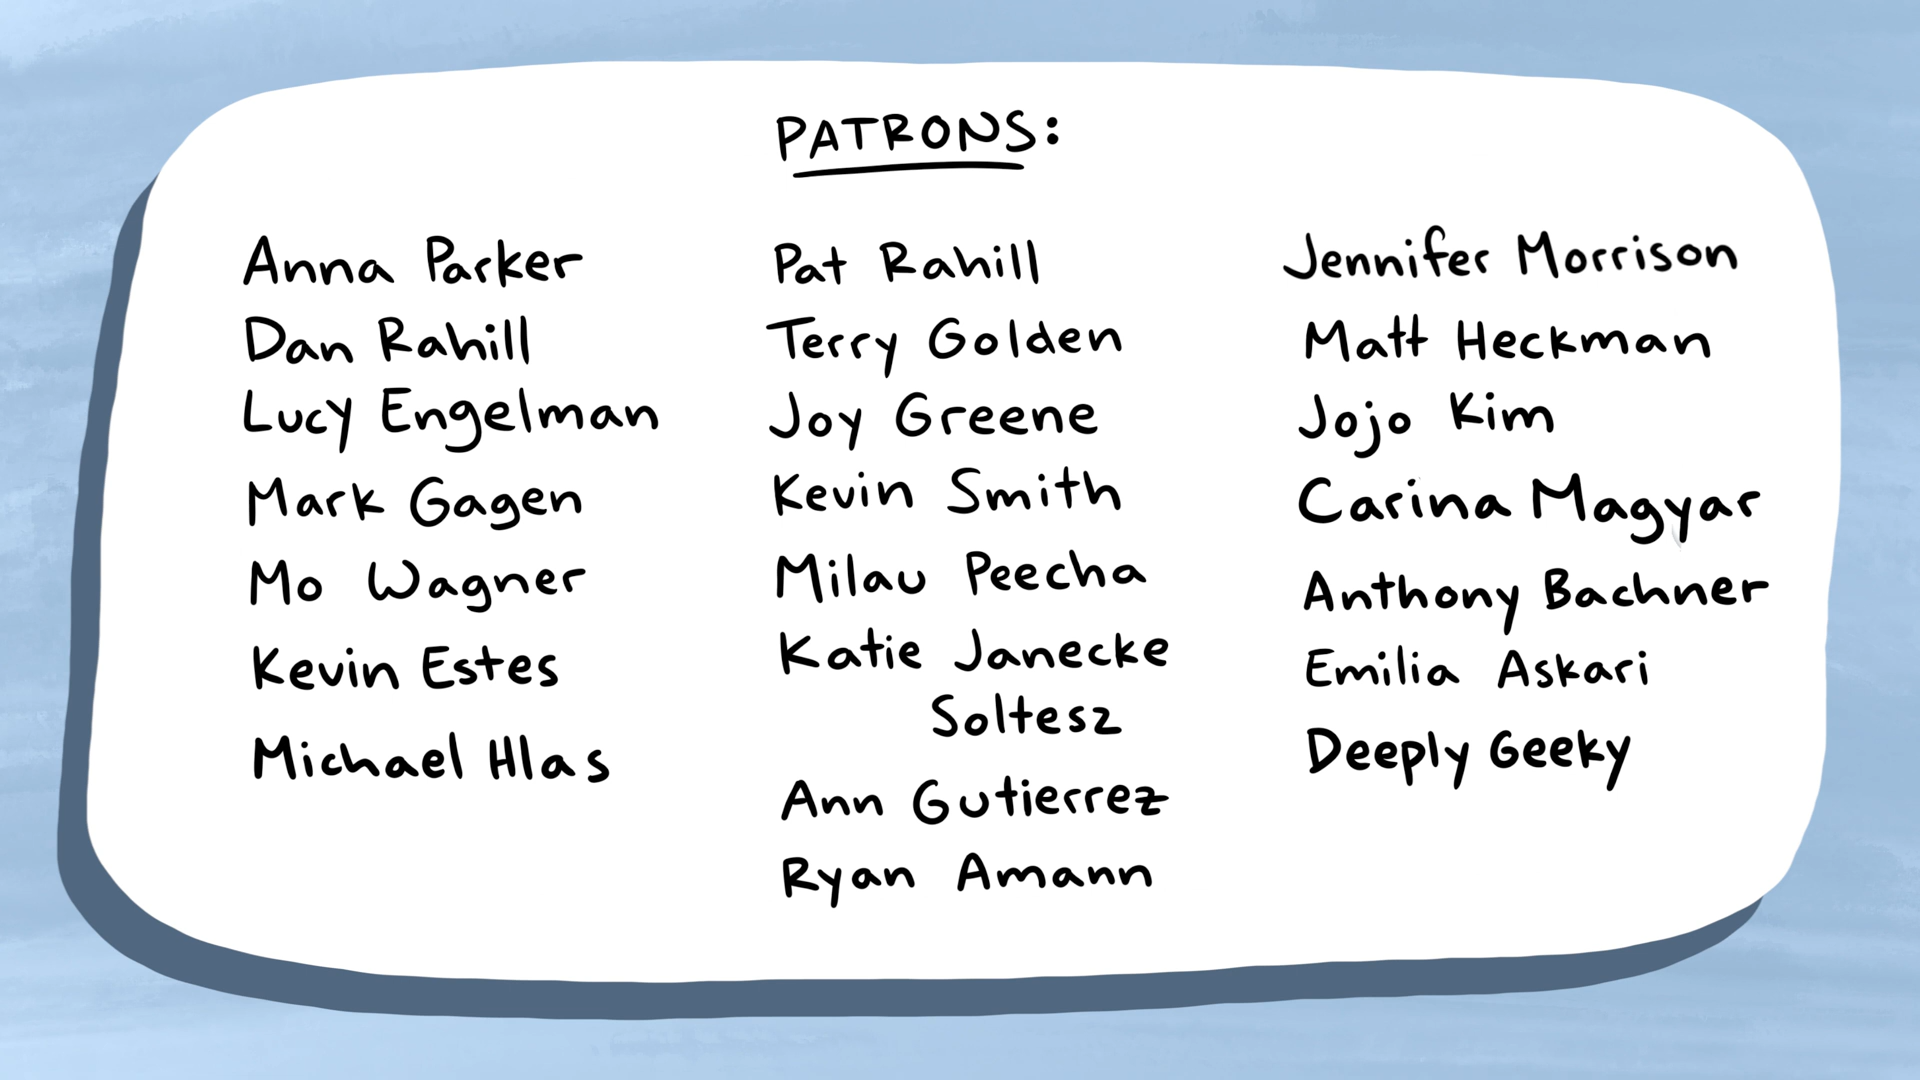 PATRONS:
Anna Parker
Dan Rahill
Lucy Engelman
Mark Gagen
Mo Wagner
Kevin Estes
Michael Hlas
Pat Rahill
Terry Golden
Joy Greene
Kevin Smith
Milau Peecha
Katie Janecke
Soltesz
Ann Gutierrez
Ryan Amann
Jennifer Morrison
Matt Heckman
Jojo Kim
Carina Magyar
Anthony Bachner
Emilia Askari
Deeply Geeky